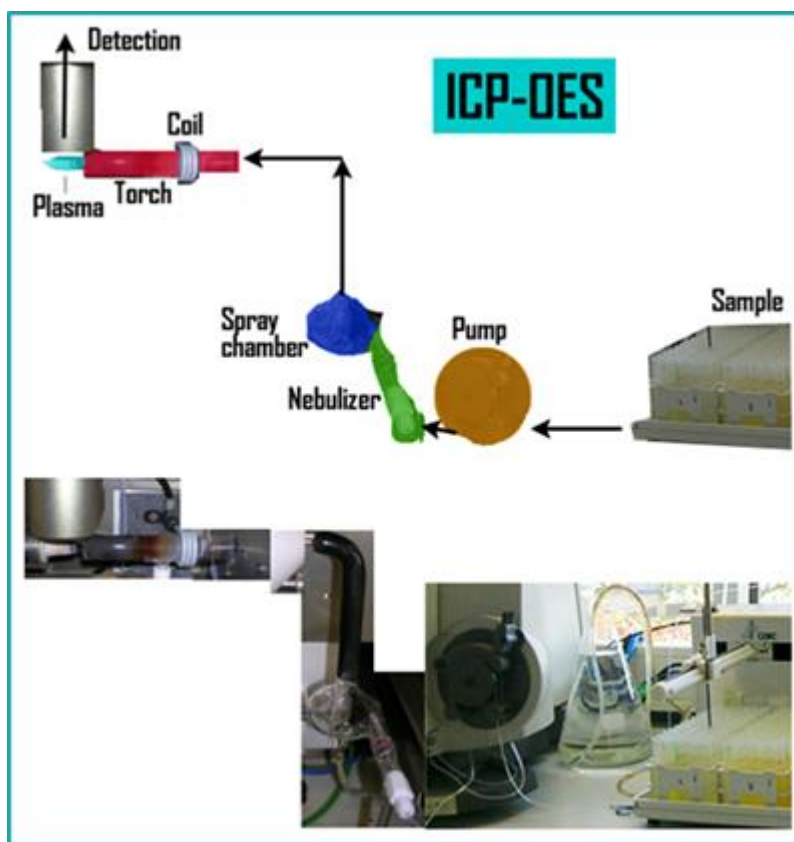 Detection
ICP-OES
Coil
Torch
Plasma
Sample
Spray
chamber
Pump
Nebulizer